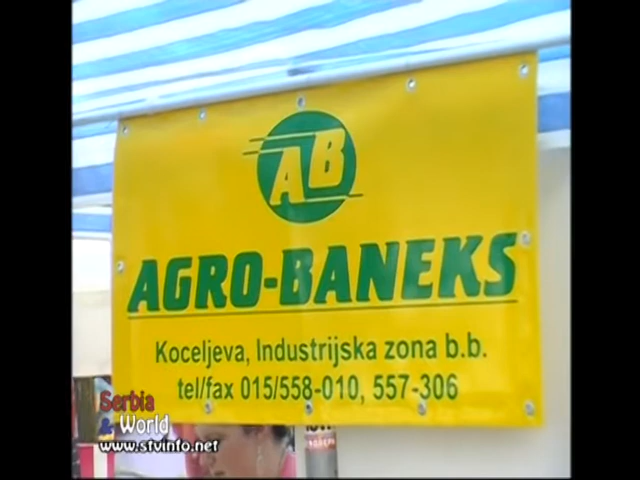 AB
AGRO-BANEKS
Koceljeva, Industrijska zona b.b.
tel/fax 015/558-010, 557-306
Serbia
& World
www.stvinfo.net